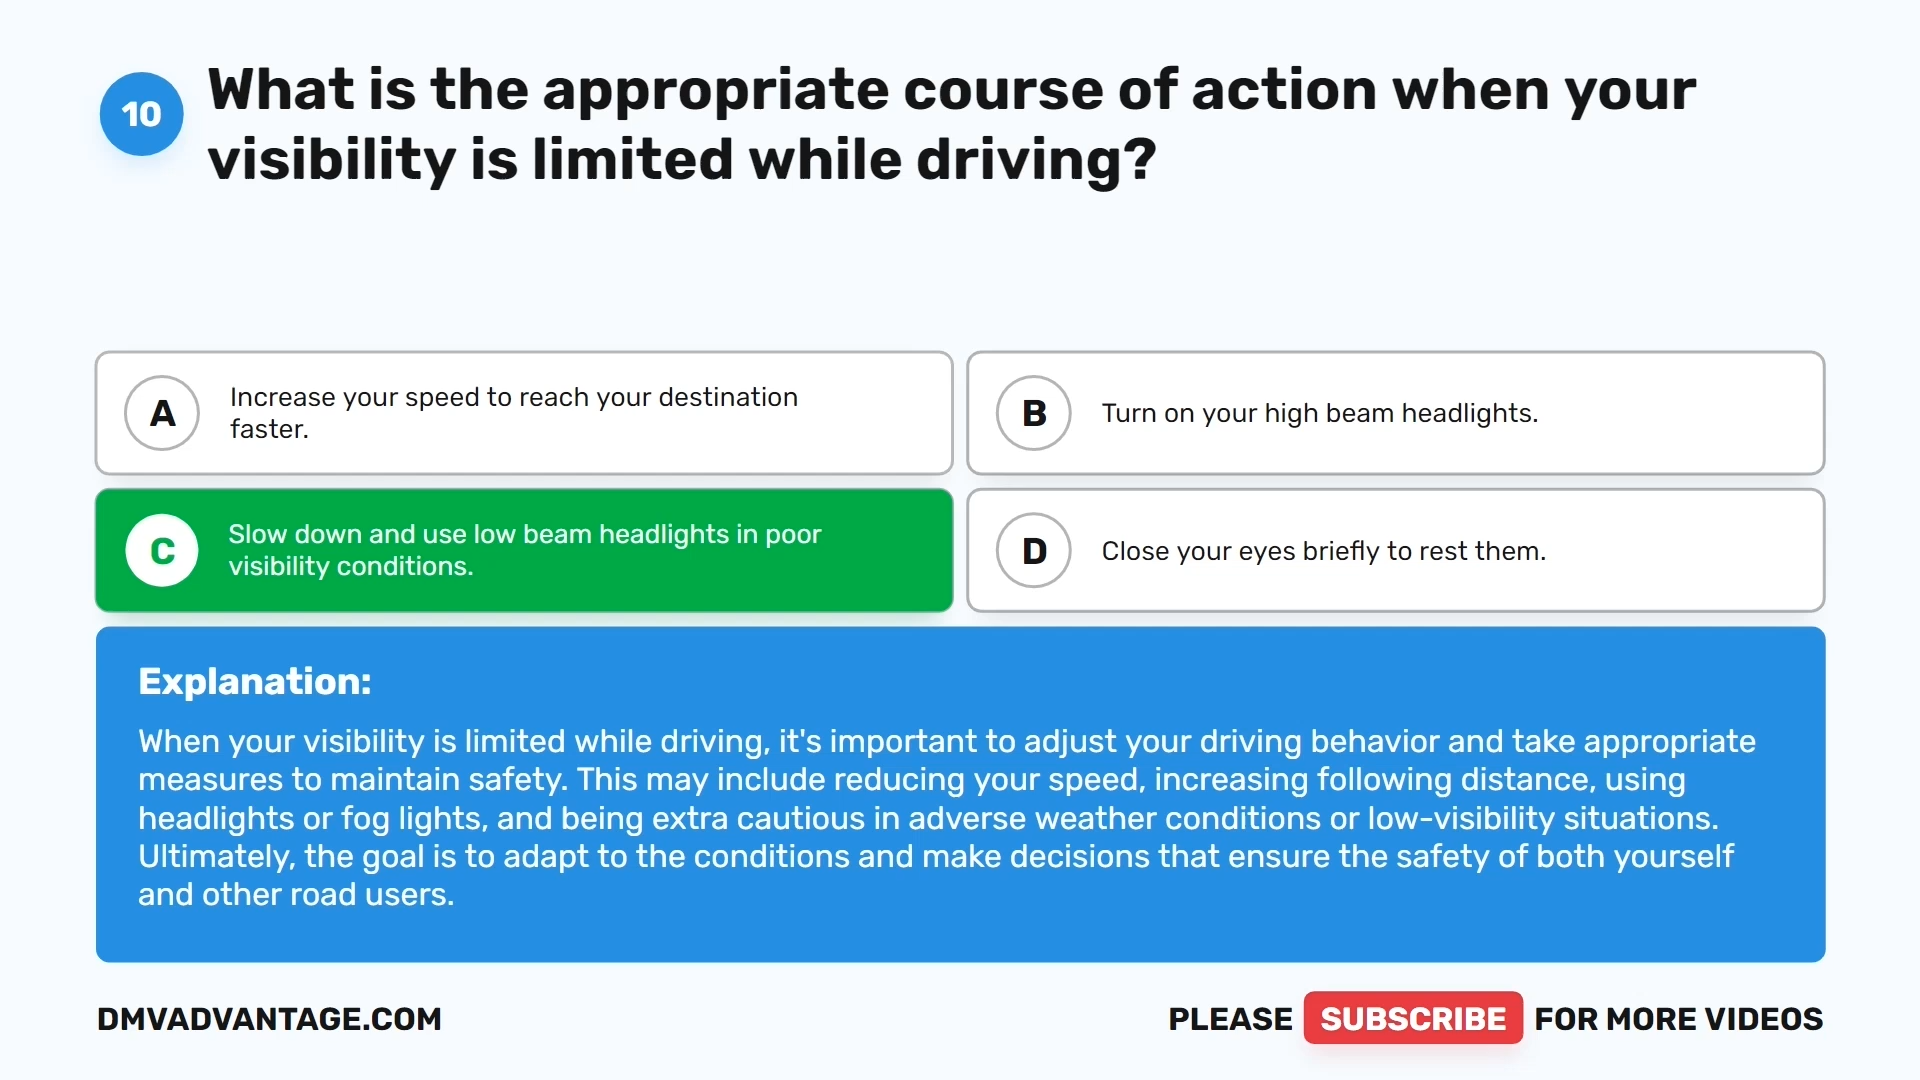 10
What is the appropriate course of action when your
visibility is limited while driving?
A
Increase your speed to reach your destination
faster.
B
Turn on your high beam headlights.
C
Slow down and use low beam headlights in poor
visibility conditions.
D
Close your eyes briefly to rest them.
Explanation:
When your visibility is limited while driving, it's important to adjust your driving behavior and take appropriate
measures to maintain safety. This may include reducing your speed, increasing following distance, using
headlights or fog lights, and being extra cautious in adverse weather conditions or low-visibility situations.
Ultimately, the goal is to adapt to the conditions and make decisions that ensure the safety of both yourself
and other road users.
DMVADVANTAGE.COM
PLEASE SUBSCRIBE FOR MORE VIDEOS